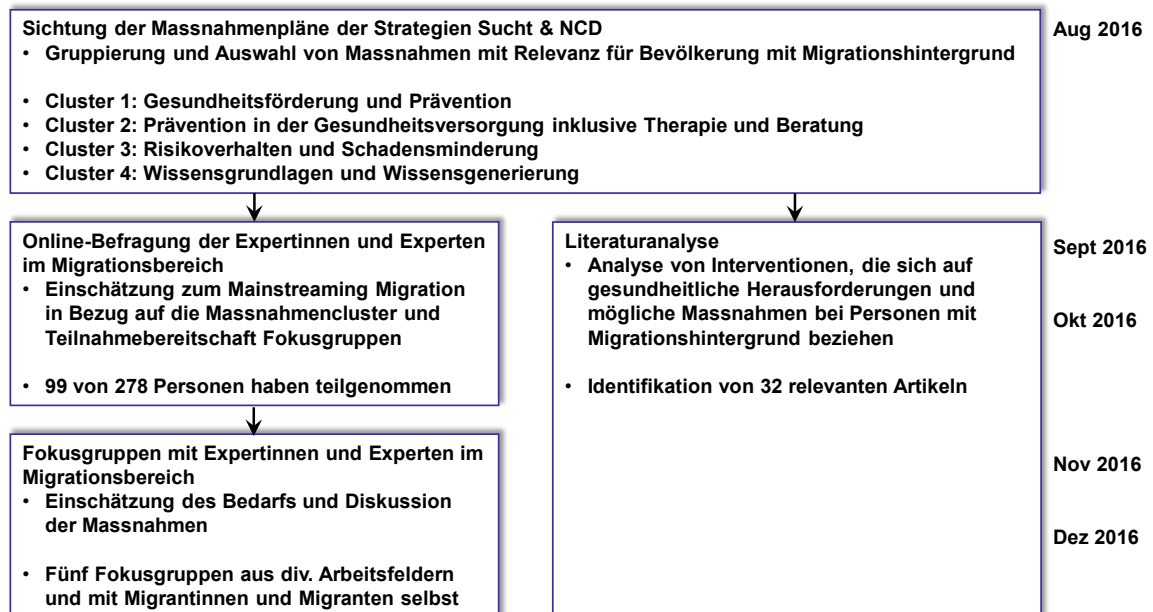 Sichtung der Massnahmenpläne der Strategien Sucht & NCD
• Gruppierung und Auswahl von Massnahmen mit Relevanz für Bevölkerung mit Migrationshintergrund
• Cluster 1: Gesundheitsförderung und Prävention
• Cluster 2: Prävention in der Gesundheitsversorgung inklusive Therapie und Beratung
• Cluster 3: Risikoverhalten und Schadensminderung
• Cluster 4: Wissensgrundlagen und Wissensgenerierung
Aug 2016
Online-Befragung der Expertinnen und Experten
im Migrationsbereich
• Einschätzung zum Mainstreaming Migration
in Bezug auf die Massnahmencluster und
Teilnahmebereitschaft Fokusgruppen
• 99 von 278 Personen haben teilgenommen
Literaturanalyse
• Analyse von Interventionen, die sich auf
gesundheitliche Herausforderungen und
mögliche Massnahmen bei Personen mit
Migrationshintergrund beziehen
• Identifikation von 32 relevanten Artikeln
Sept 2016
Okt 2016
Fokusgruppen mit Expertinnen und Experten im
Migrationsbereich
• Einschätzung des Bedarfs und Diskussion
der Massnahmen
• Fünf Fokusgruppen aus div. Arbeitsfeldern
und mit Migrantinnen und Migranten selbst
Nov 2016
Dez 2016